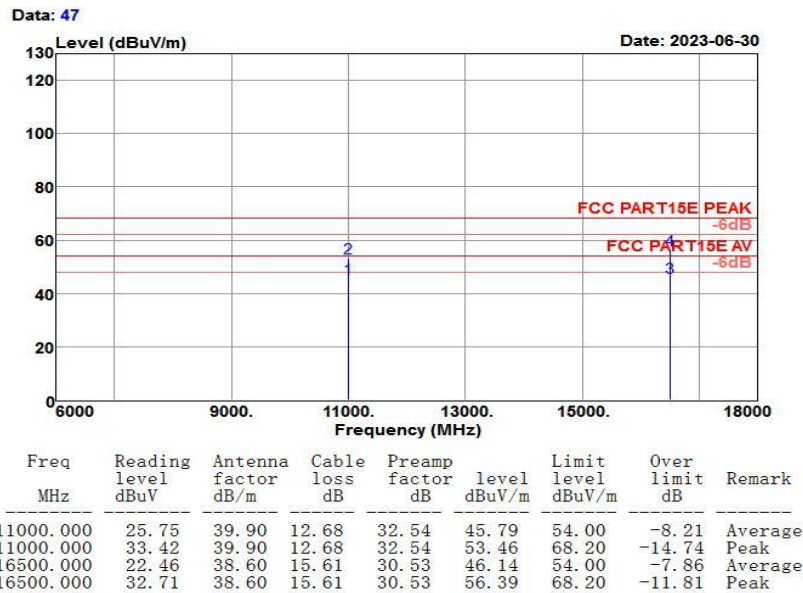 Data: 47
Level (dBuV/m) Date: 2023-06-30
130
120
100
80
FCC PART15E PEAK
-6dB
60
2
4
FCC PART15E AV
-6dB
1
3
40
20
0
6000 9000. 11000. 13000. 15000. 18000
Frequency (MHz)
Freq Reading Antenna Cable Preamp Limit Over
level factor loss factor level level limit Remark
MHz dBuV dB/m dB dB dBuV/m dBuV/m dB
11000.000 25.75 39.90 12.68 32.54 45.79 54.00 -8.21 Average
11000.000 33.42 39.90 12.68 32.54 53.46 68.20 -14.74 Peak
16500.000 22.46 38.60 15.61 30.53 46.14 54.00 -7.86 Average
16500.000 32.71 38.60 15.61 30.53 56.39 68.20 -11.81 Peak